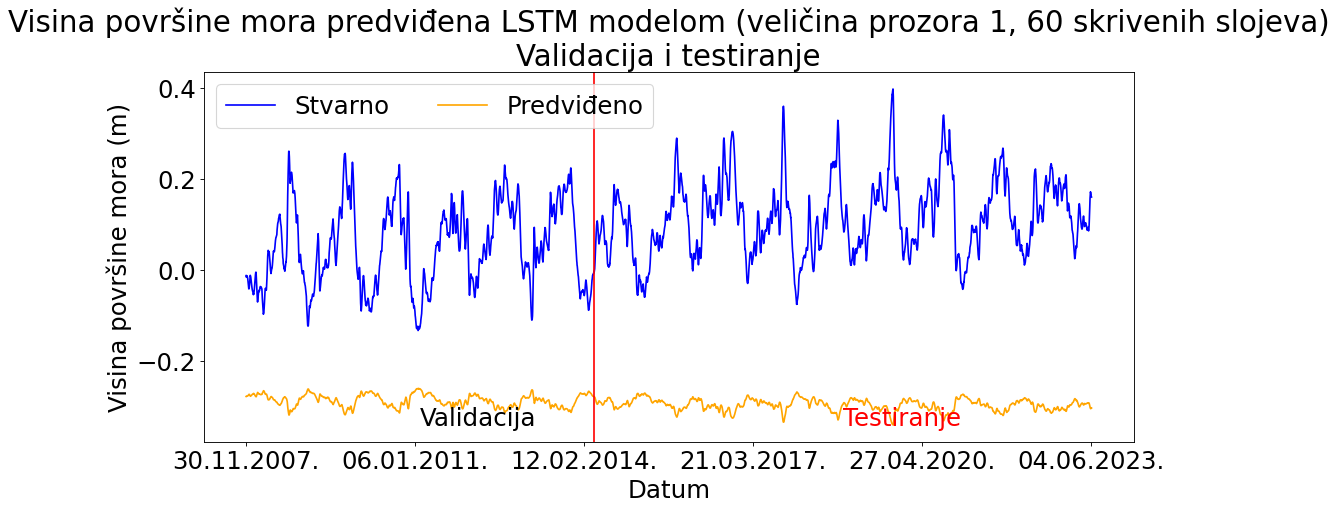 Visina površine mora predviđena LSTM modelom (veličina prozora 1, 60 skrivenih slojeva)
Validacija i testiranje
Stvarno
Predviđeno
Visina površine mora (m)
0.4
0.2
0.0
−0.2
Validacija
Testiranje
30.11.2007.
06.01.2011.
12.02.2014.
21.03.2017.
27.04.2020.
04.06.2023.
Datum